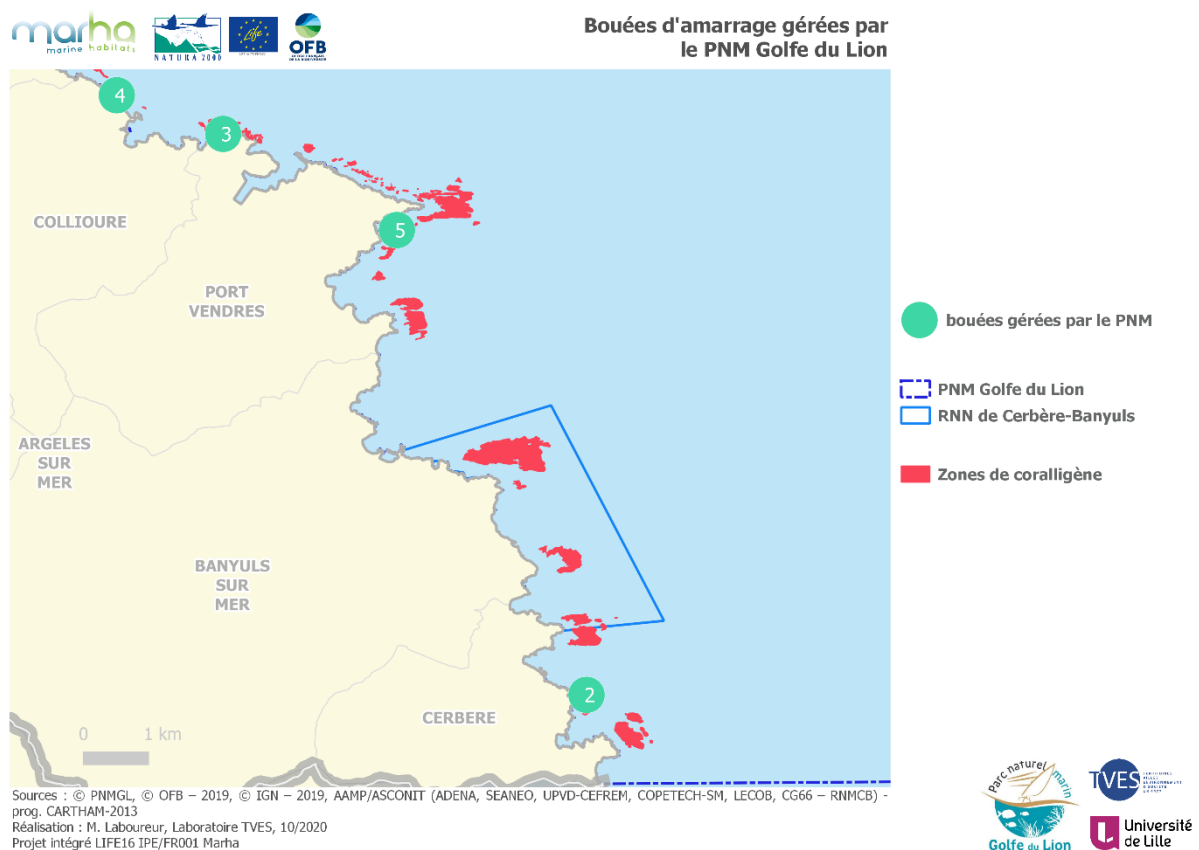 marha
marine habitats
NATURA 2000
Life
OFB
Bouées d'amarrage gérées par
le PNM Golfe du Lion
4
3
COLLIOURE
5
PORT
VENDRES
bouées gérées par le PNM
PNM Golfe du Lion
RNN de Cerbère-Banyuls
ARGELES
SUR
MER
Zones de coralligène
BANYULS
SUR
MER
2
CERBERE
0 1 km
Sources : © PNMGL, © OFB – 2019, © IGN – 2019, AAMP/ASCONIT (ADENA, SEANEO, UPVD-CEFREM, COPETECH-SM, LECOB, CG66 – RNMCB) -
prog. CARTHAM-2013
Réalisation : M. Laboureur, Laboratoire TVES, 10/2020
Projet intégré LIFE16 IPE/FR001 Marha
Parc naturel marin
Golfe du Lion
TVES
Université
de Lille